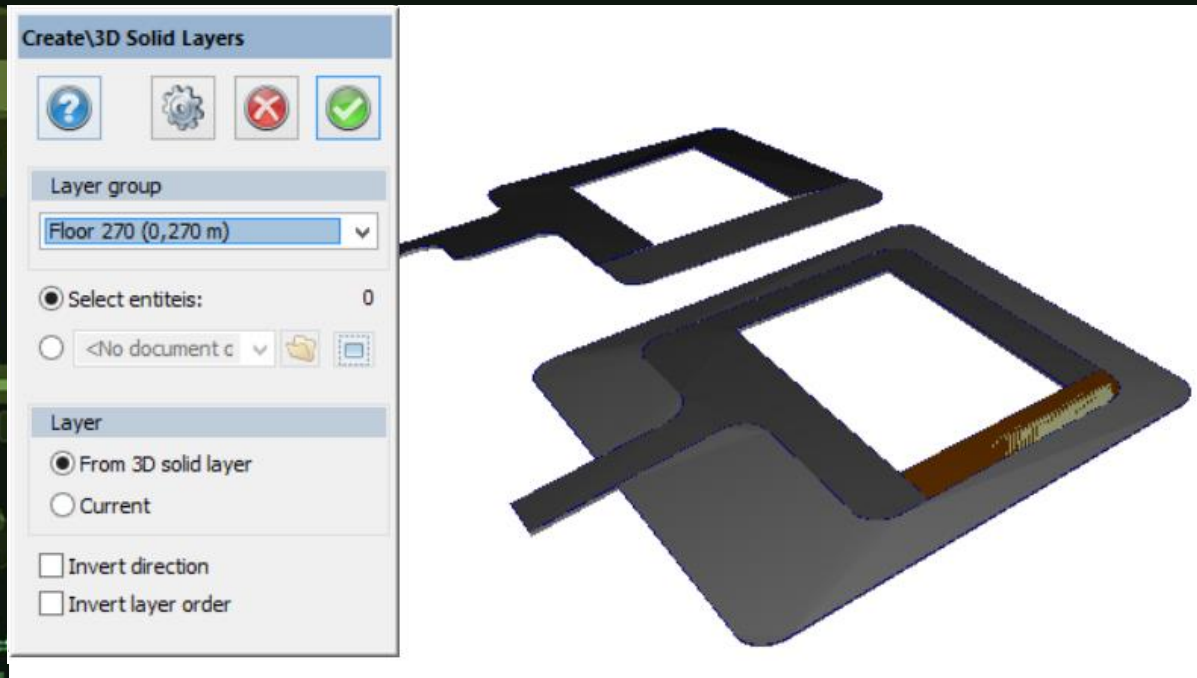 Create\3D Solid Layers
Layer group
Floor 270 (0,270 m)
Select entiteis: 0
<No document c
Layer
From 3D solid layer
Current
Invert direction
Invert layer order